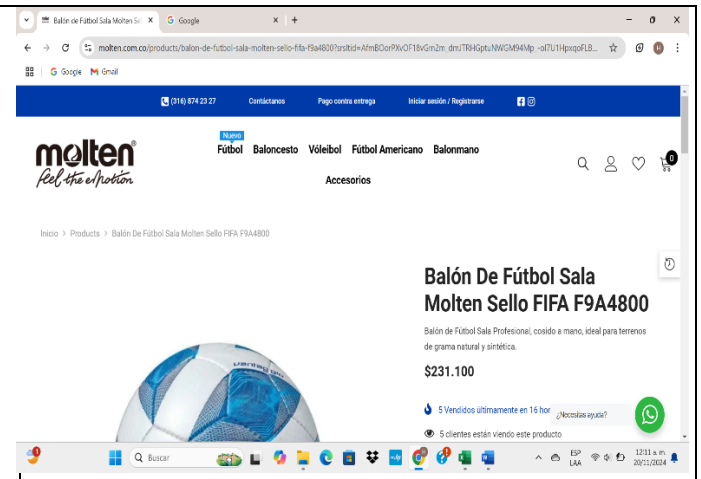 Balón de Fútbol Sala Molten Sel
Google
molten.com.co/products/balon-de-futbol-sala-molten-sello-fifa-f9a4800?srsltid=
Google
Gmail
(316) 874 23 27
Contáctanos
Pago contra entrega
Iniciar sesión / Registrarse
molten®
feel the emotion
Nuevo
Fútbol Baloncesto Vóleibol Fútbol Americano Balonmano
Accesorios
0
Inicio > Products > Balón De Fútbol Sala Molten Sello FIFA F9A4800
Balón De Fútbol Sala
Molten Sello FIFA F9A4800
Balón de Fútbol Sala Profesional, cosido a mano, ideal para terrenos
de grama natural y sintética.
$231.100
5 Vendidos últimamente en 16 hor
¿Necesitas ayuda?
5 clientes están viendo este producto
Buscar
ESP
LAA
12:11 a. m.
20/11/2024